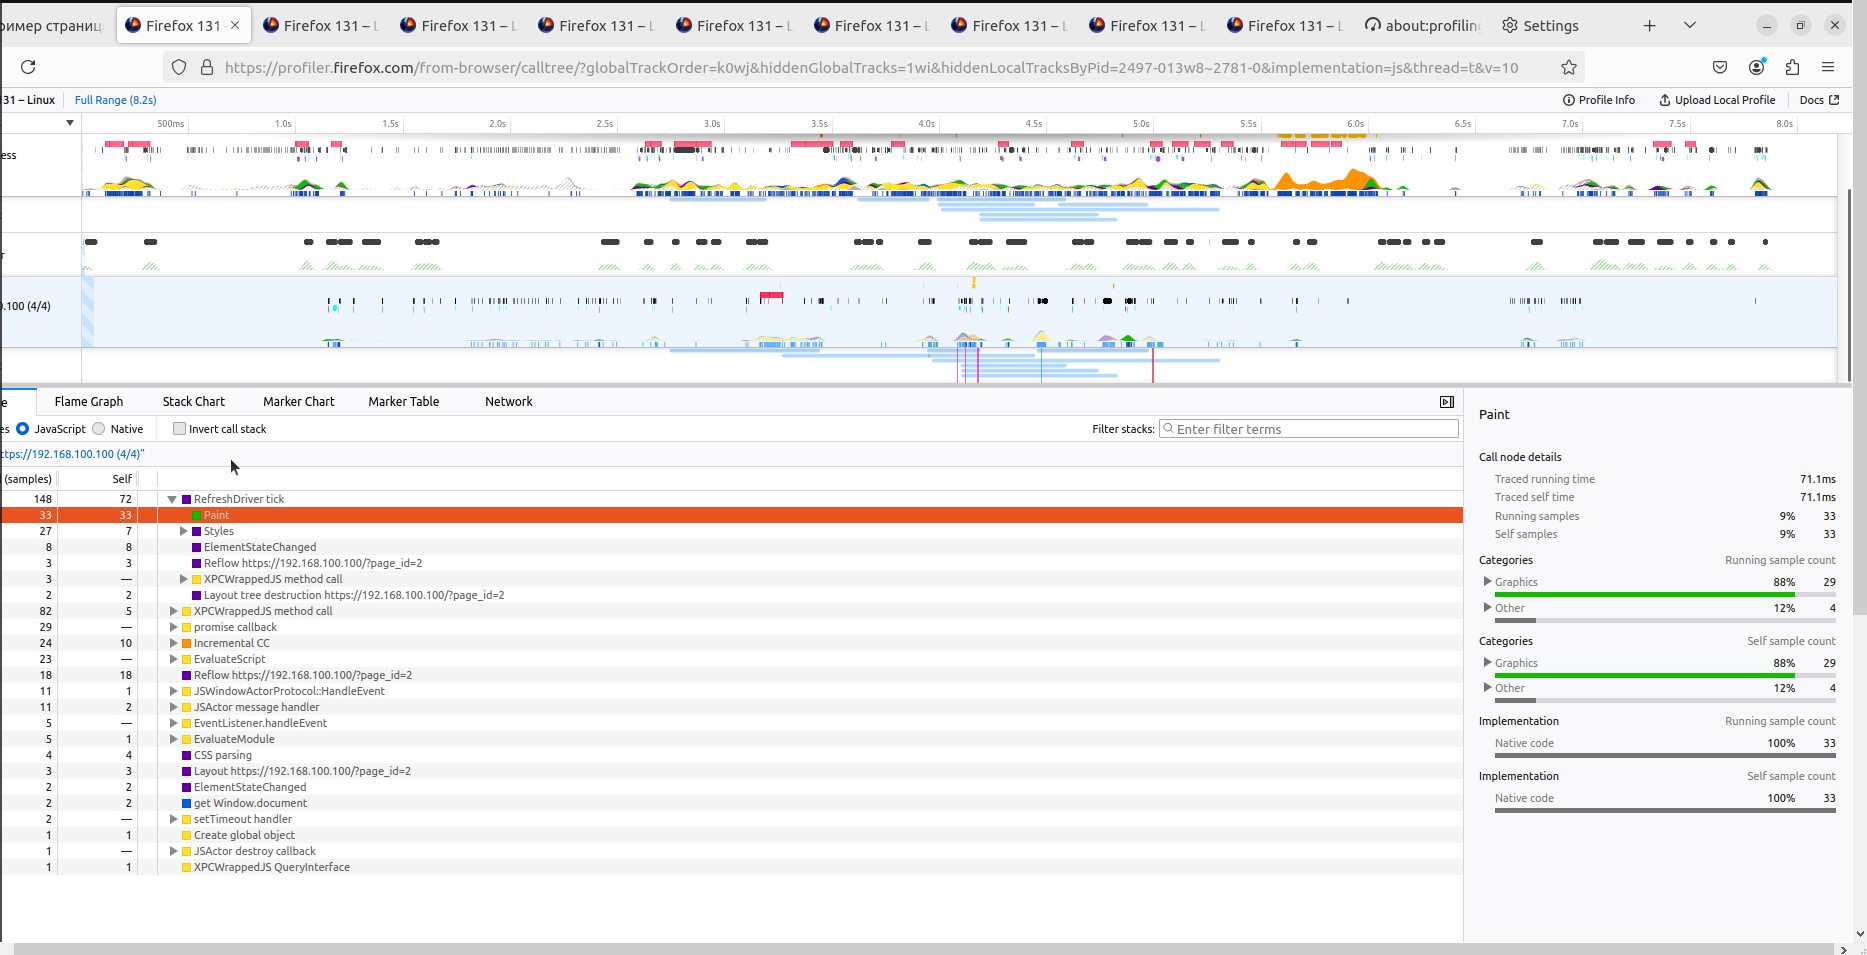 ример страниц Firefox 131 - Firefox 131 – L Firefox 131 – L Firefox 131 – L Firefox 131 – L Firefox 131 – L Firefox 131 – L Firefox 131 – L Firefox 131 – L about:profiling Settings
https://profiler.firefox.com/from-browser/calltree/?globalTrackOrder=k0wj&hiddenGlobalTracks=1wi&hiddenLocalTracksByPid=2497-013w8~2781-0&implementation=js&thread=t&v=10
131 – Linux Full Range (8.2s) Profile Info Upload Local Profile Docs
500ms 1.0s 1.5s 2.0s 2.5s 3.0s 3.5s 4.0s 4.5s 5.0s 5.5s 6.0s 6.5s 7.0s 7.5s 8.0s
ess
r
0.100 (4/4)
e Flame Graph Stack Chart Marker Chart Marker Table Network
es JavaScript Native Invert call stack Filter stacks: Enter filter terms
ttps://192.168.100.100 (4/4)"
(samples) Self
148 72 RefreshDriver tick
33 33 Paint
27 7 Styles
8 8 ElementStateChanged
3 3 Reflow https://192.168.100.100/?page_id=2
3 — XPCWrappedJS method call
2 2 Layout tree destruction https://192.168.100.100/?page_id=2
82 5 XPCWrappedJS method call
29 — promise callback
24 10 Incremental CC
23 — EvaluateScript
18 18 Reflow https://192.168.100.100/?page_id=2
11 1 JSWindowActorProtocol::HandleEvent
11 2 JSActor message handler
5 — EventListener.handleEvent
5 1 EvaluateModule
4 4 CSS parsing
3 3 Layout https://192.168.100.100/?page_id=2
2 2 ElementStateChanged
2 2 get Window.document
2 — setTimeout handler
1 1 Create global object
1 — JSActor destroy callback
1 1 XPCWrappedJS QueryInterface
Paint
Call node details
Traced running time 71.1ms
Traced self time 71.1ms
Running samples 9% 33
Self samples 9% 33
Categories Running sample count
Graphics 88% 29
Other 12% 4
Categories Self sample count
Graphics 88% 29
Other 12% 4
Implementation Running sample count
Native code 100% 33
Implementation Self sample count
Native code 100% 33